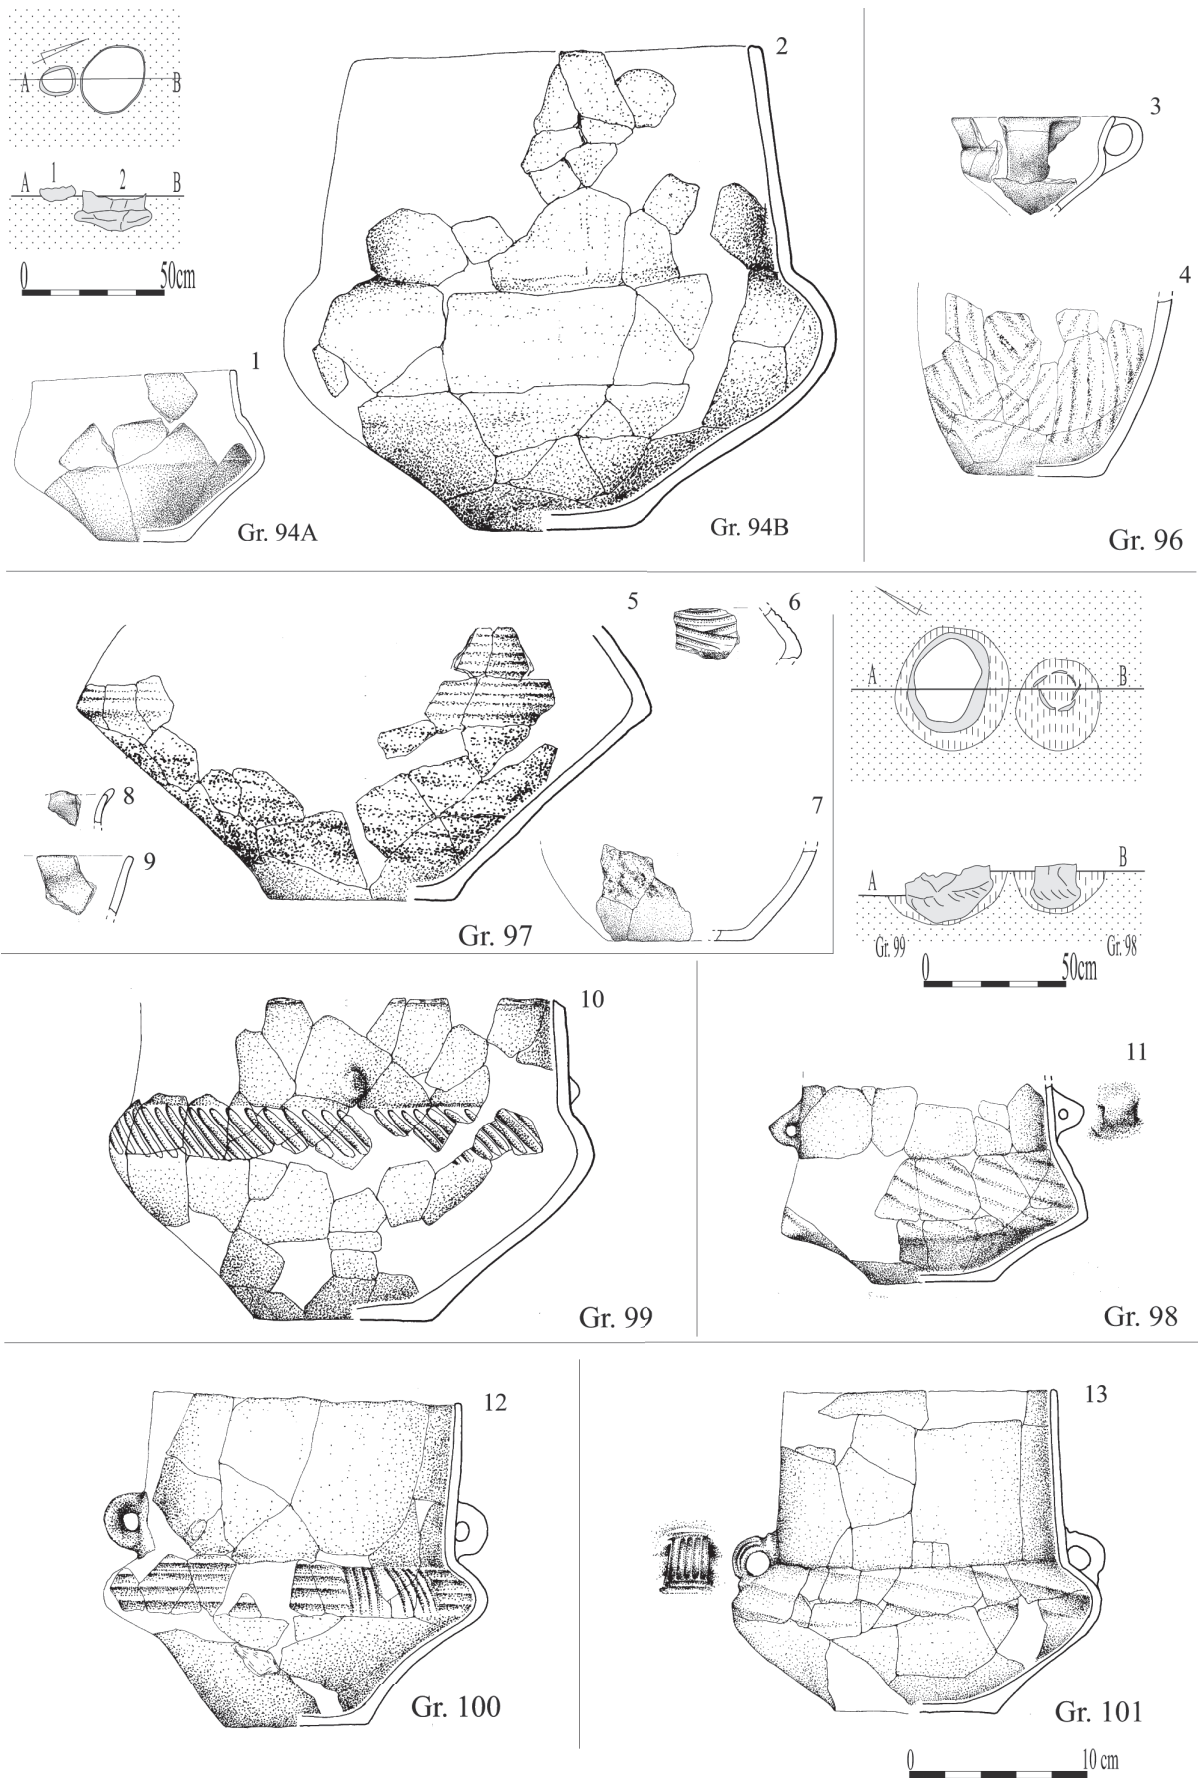 A B
A 1 2 B
0 50cm
1
Gr. 94A
2
Gr. 94B
3
4
Gr. 96
5
6
7
8
9
Gr. 97
A B
A B
Gr. 99 Gr. 98
0 50cm
10
Gr. 99
11
Gr. 98
12
Gr. 100
13
Gr. 101
0 10 cm